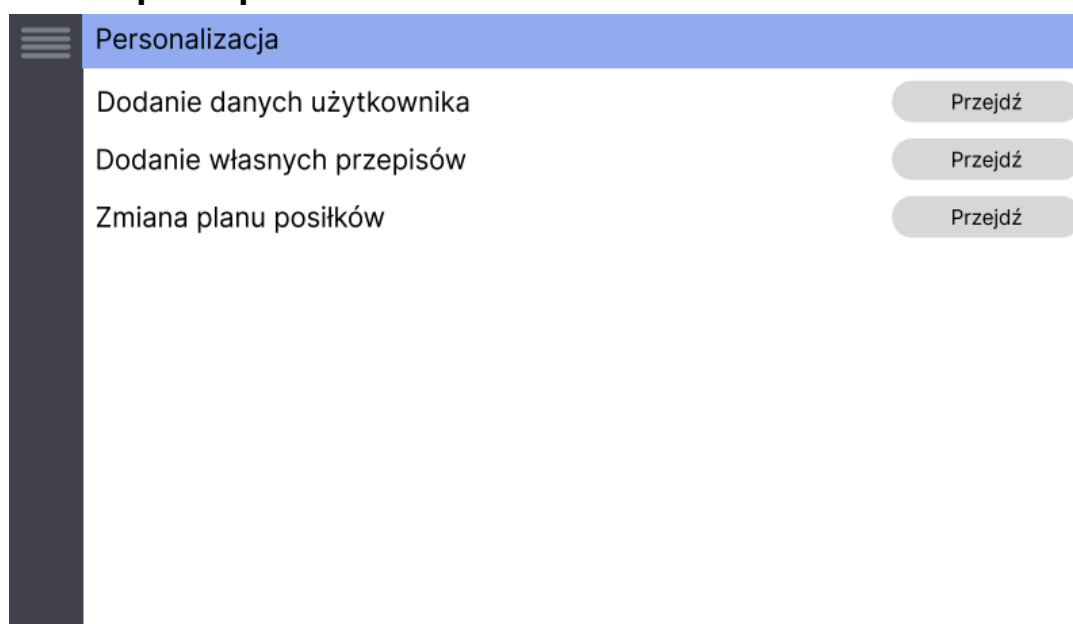 Personalizacja
Dodanie danych użytkownika Przejdź
Dodanie własnych przepisów Przejdź
Zmiana planu posiłków Przejdź